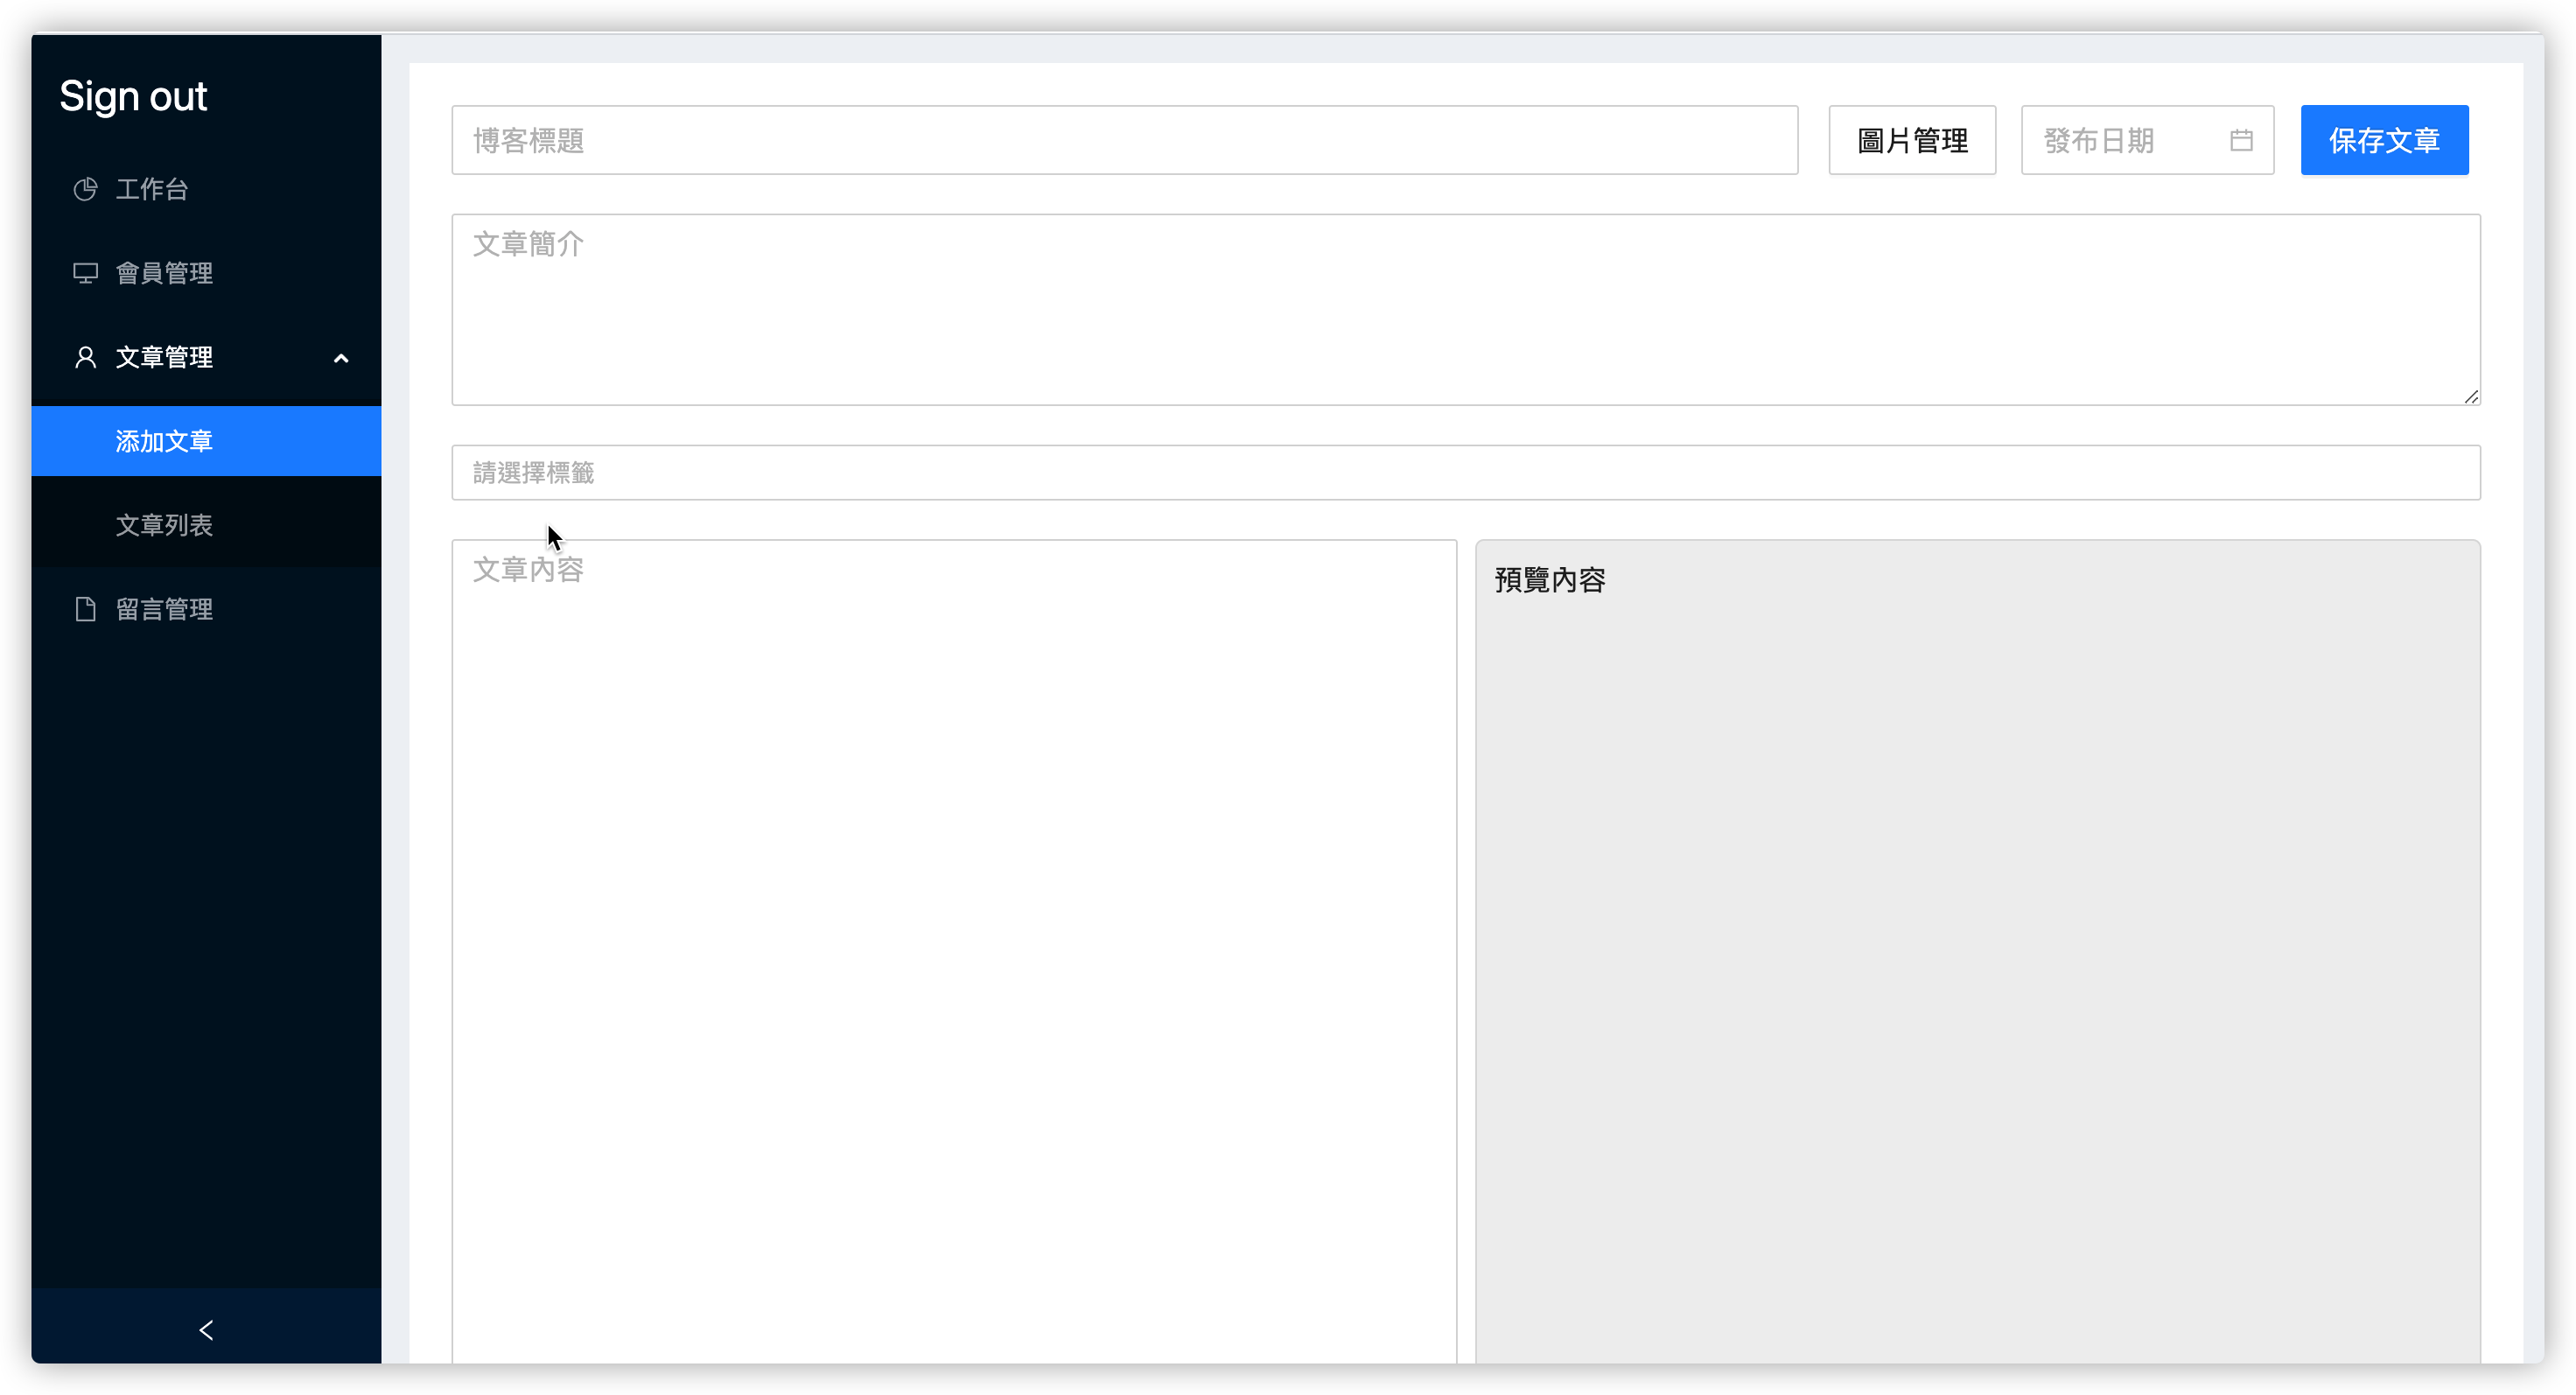 Sign out
工作台
會員管理
文章管理
添加文章
文章列表
留言管理
博客標題
圖片管理
發布日期
保存文章
文章簡介
請選擇標籤
文章內容
預覽內容